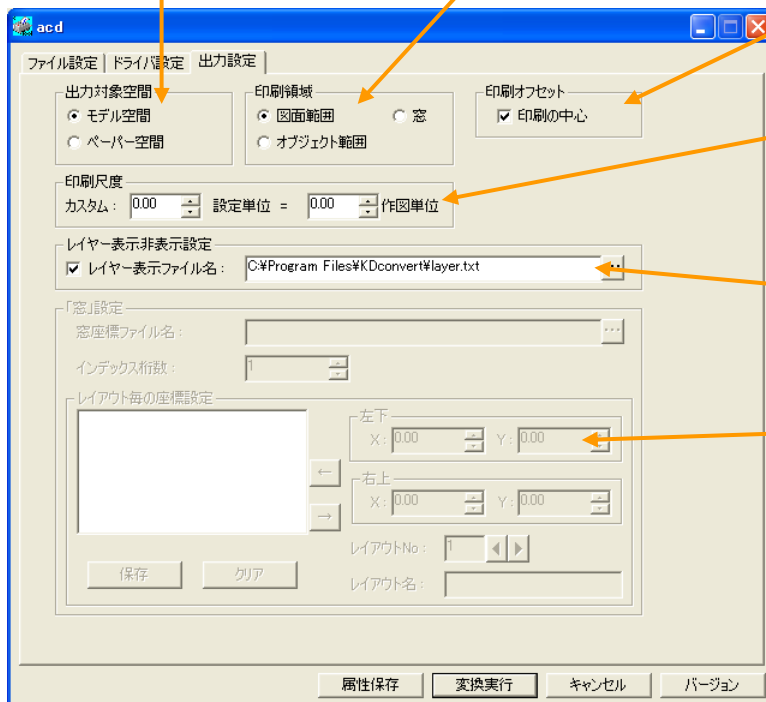 acd
ファイル設定 ドライバ設定 出力設定
出力対象空間 印刷領域 印刷オフセット
モデル空間 図面範囲 窓 印刷の中心
ペーパー空間 オブジェクト範囲
印刷尺度
カスタム： 0.00 設定単位 = 0.00 作図単位
レイヤー表示非表示設定
レイヤー表示ファイル名： C:¥Program Files¥KDconvert¥layer.txt ...
「窓」設定
窓座標ファイル名： ...
インデックス桁数： 1
レイアウト毎の座標設定
左下
X： 0.00 Y： 0.00
←
右上
X： 0.00 Y： 0.00
→
レイアウトNo： 1
保存 クリア
レイアウト名：
属性保存 変換実行 キャンセル バージョン